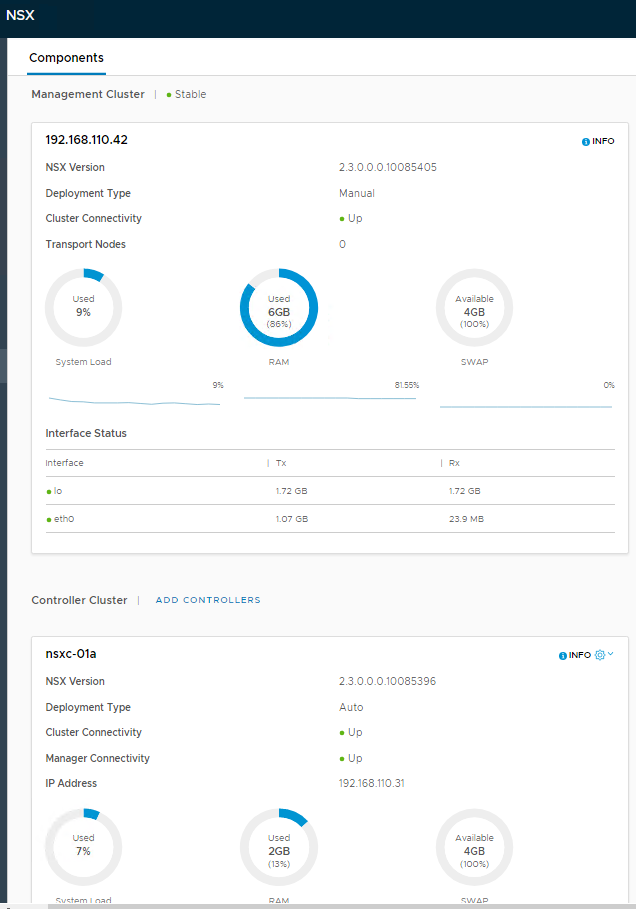 NSX
Components
Management Cluster | Stable
192.168.110.42 INFO
NSX Version 2.3.0.0.0.10085405
Deployment Type Manual
Cluster Connectivity Up
Transport Nodes 0
Used Used Available
9% 6GB 4GB
(86%) (100%)
System Load RAM SWAP
9% 81.55% 0%
Interface Status
Interface | Tx | Rx
lo 1.72 GB 1.72 GB
eth0 1.07 GB 23.9 MB
Controller Cluster | ADD CONTROLLERS
nsxc-01a INFO
NSX Version 2.3.0.0.0.10085396
Deployment Type Auto
Cluster Connectivity Up
Manager Connectivity Up
IP Address 192.168.110.31
Used Used Available
7% 2GB 4GB
(13%) (100%)
System Load RAM SWAP